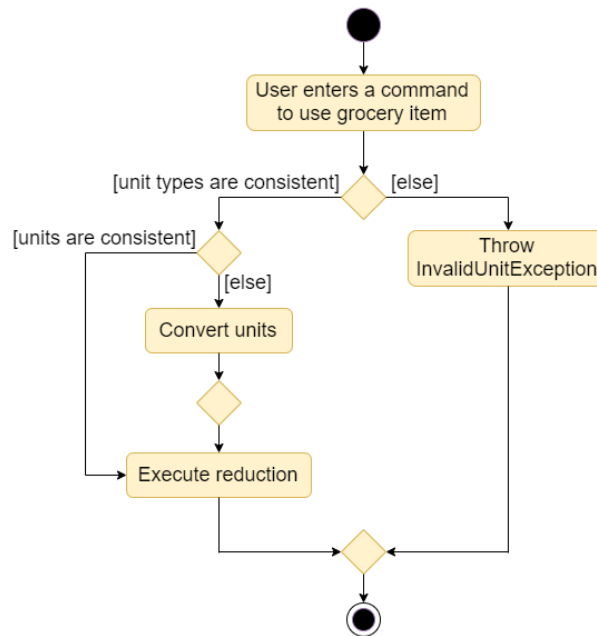 User enters a command
to use grocery item
[unit types are consistent]
[else]
[units are consistent]
Throw
InvalidUnitException
[else]
Convert units
Execute reduction